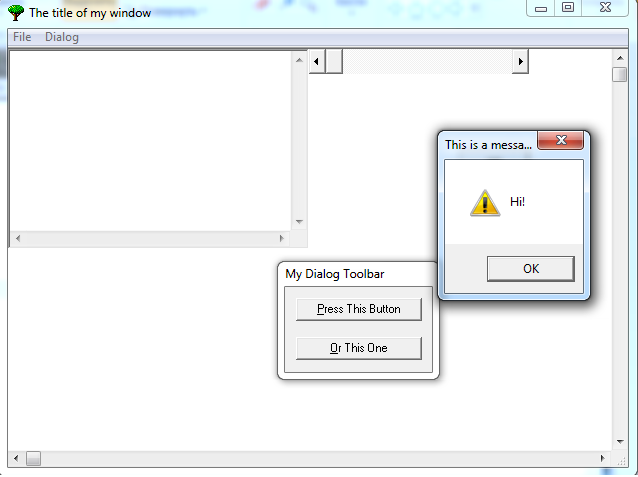 The title of my window
File Dialog
This is a messa...
Hi!
OK
My Dialog Toolbar
Press This Button
Or This One